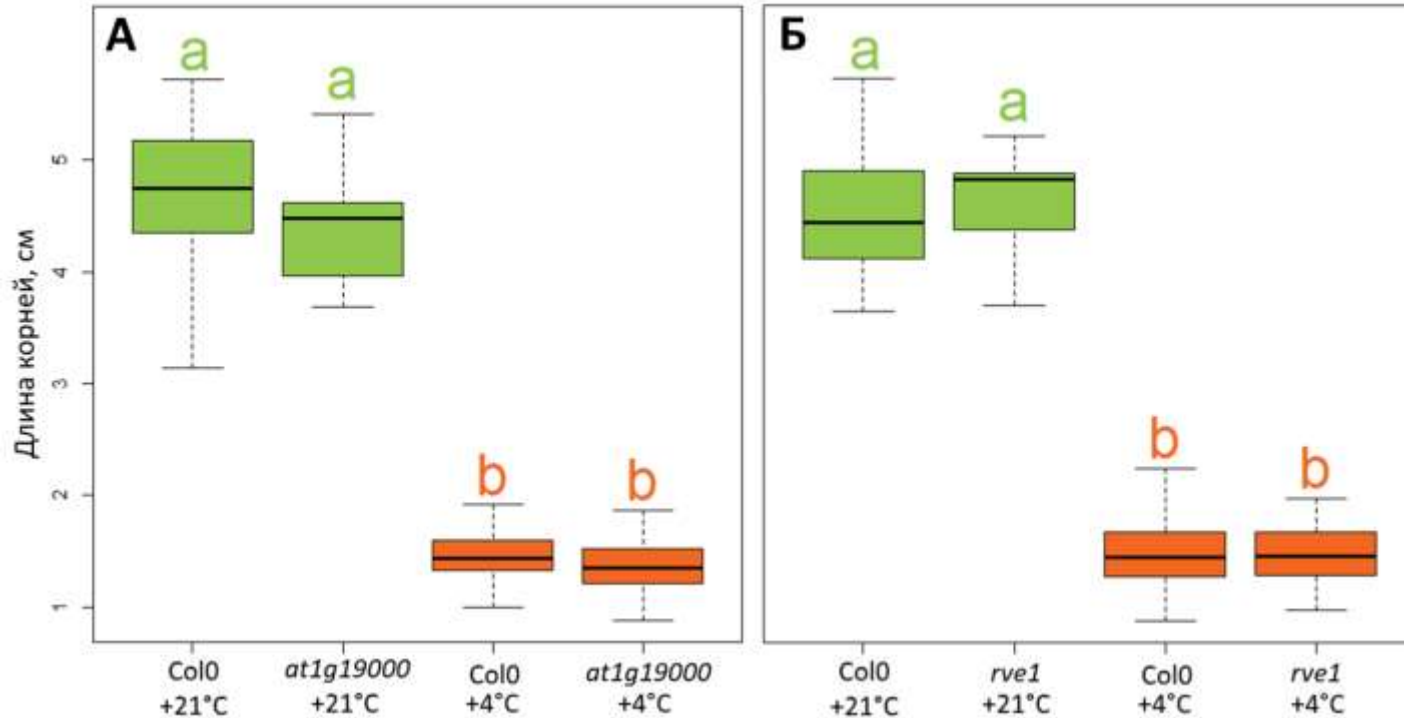 А
a
a
b
b
Длина корней, см
5
4
3
2
1
Col0
+21°C
at1g19000
+21°C
Col0
+4°C
at1g19000
+4°C
Б
a
a
b
b
Col0
+21°C
rve1
+21°C
Col0
+4°C
rve1
+4°C